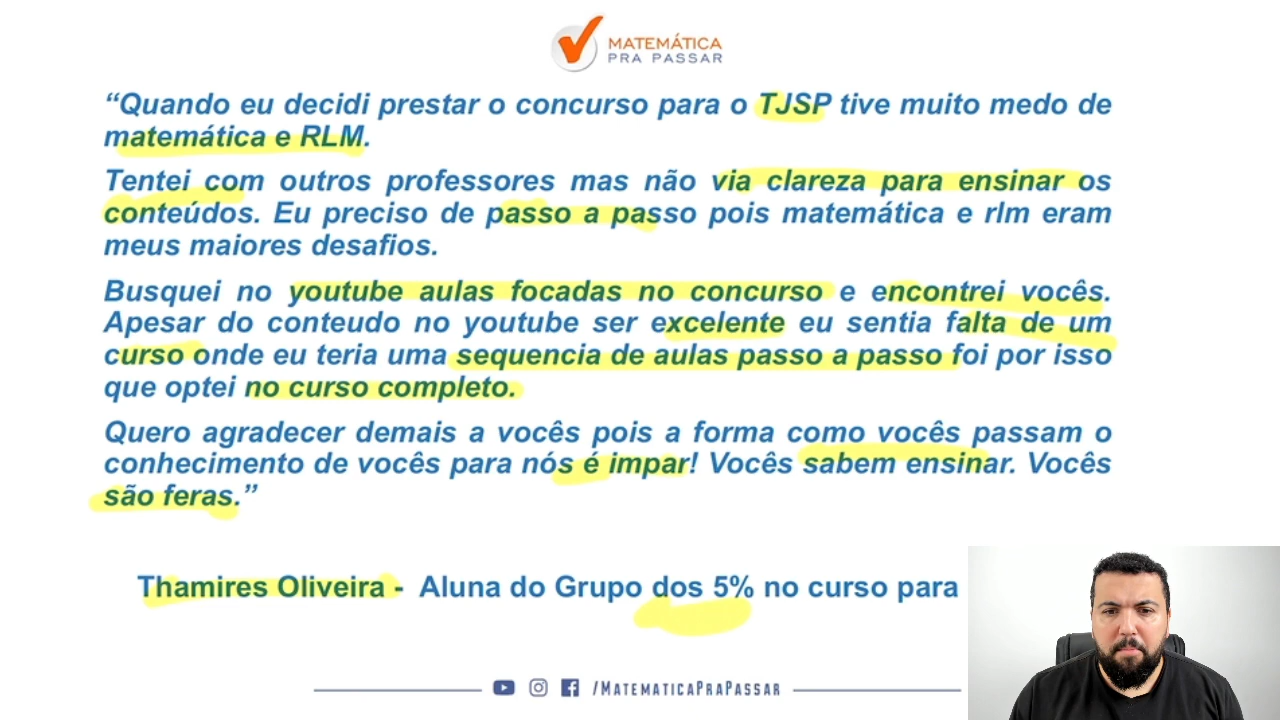 MATEMÁTICA
PRA PASSAR
“Quando eu decidi prestar o concurso para o TJSP tive muito medo de
matemática e RLM.
Tentei com outros professores mas não via clareza para ensinar os
conteúdos. Eu preciso de passo a passo pois matemática e rlm eram
meus maiores desafios.
Busquei no youtube aulas focadas no concurso e encontrei vocês.
Apesar do conteudo no youtube ser excelente eu sentia falta de um
curso onde eu teria uma sequencia de aulas passo a passo foi por isso
que optei no curso completo.
Quero agradecer demais a vocês pois a forma como vocês passam o
conhecimento de vocês para nós é impar! Vocês sabem ensinar. Vocês
são feras.”
Thamires Oliveira - Aluna do Grupo dos 5% no curso para
/MATEMATICAPRAPASSAR